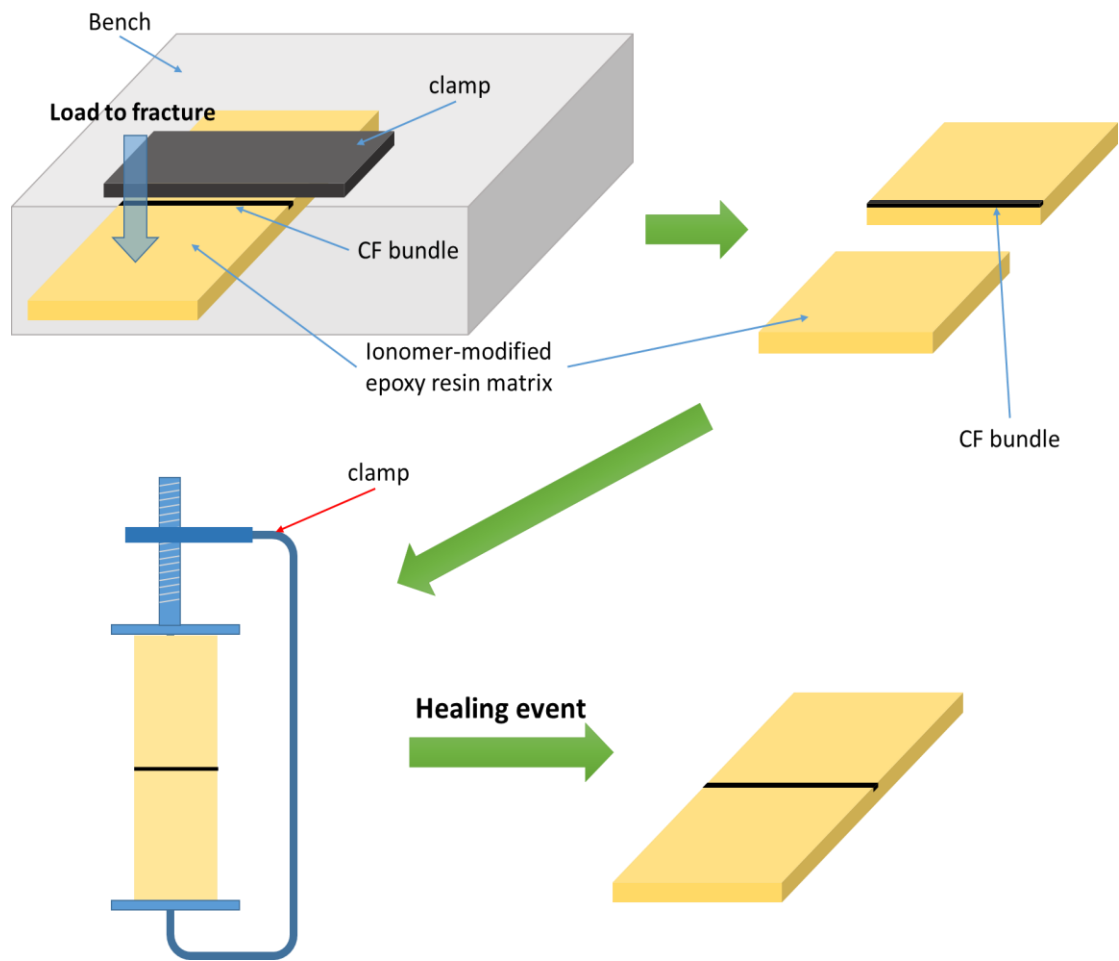 Bench
clamp
Load to fracture
CF bundle
Ionomer-modified
epoxy resin matrix
CF bundle
clamp
Healing event